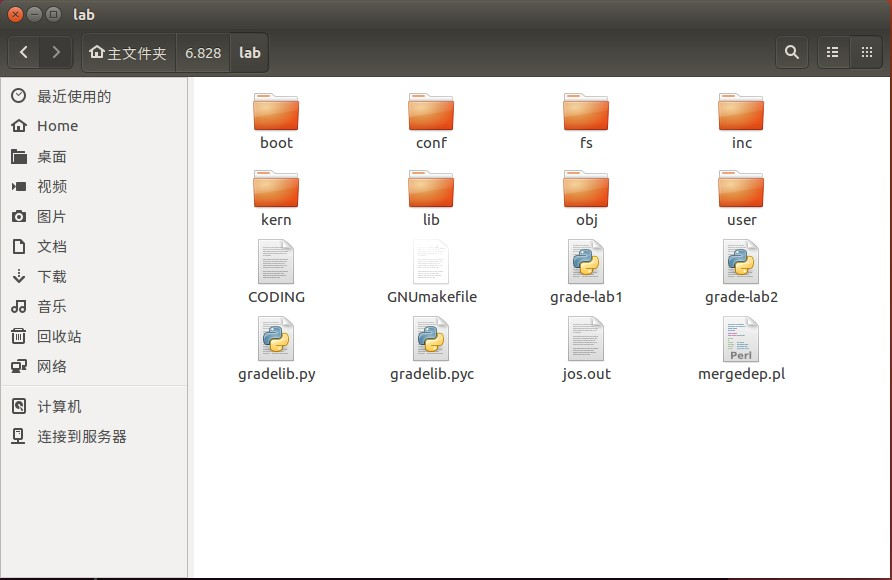 lab
主文件夹 6.828 lab
最近使用的
Home
桌面
视频
图片
文档
下载
音乐
回收站
网络
计算机
连接到服务器
boot conf fs inc
kern lib obj user
CODING GNUmakefile grade-lab1 grade-lab2
Perl
gradelib.py gradelib.pyc jos.out mergedep.pl